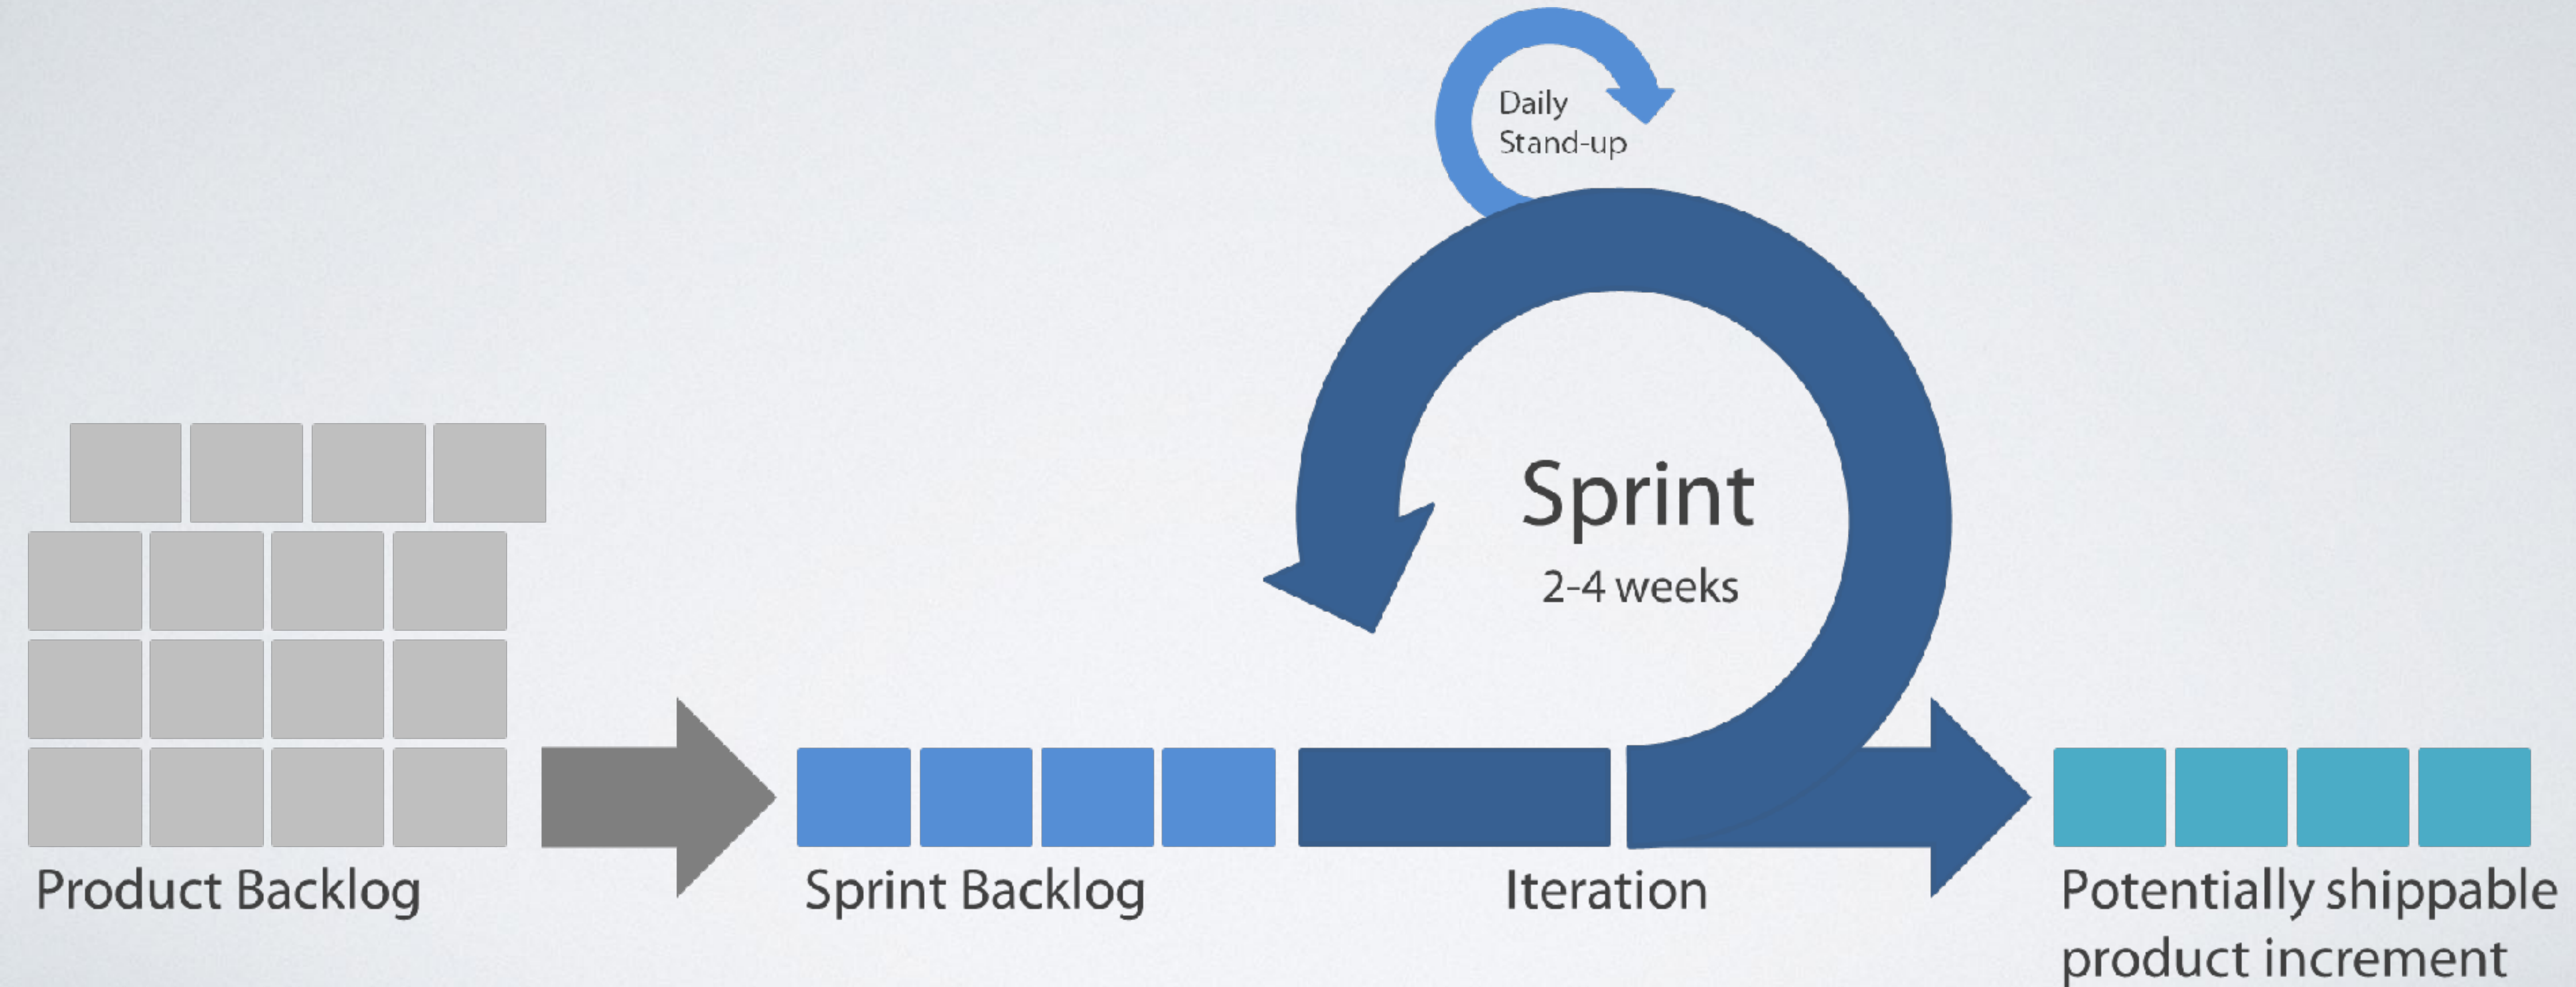 Daily
Stand-up
Sprint
2-4 weeks
Product Backlog
Sprint Backlog
Iteration
Potentially shippable
product increment